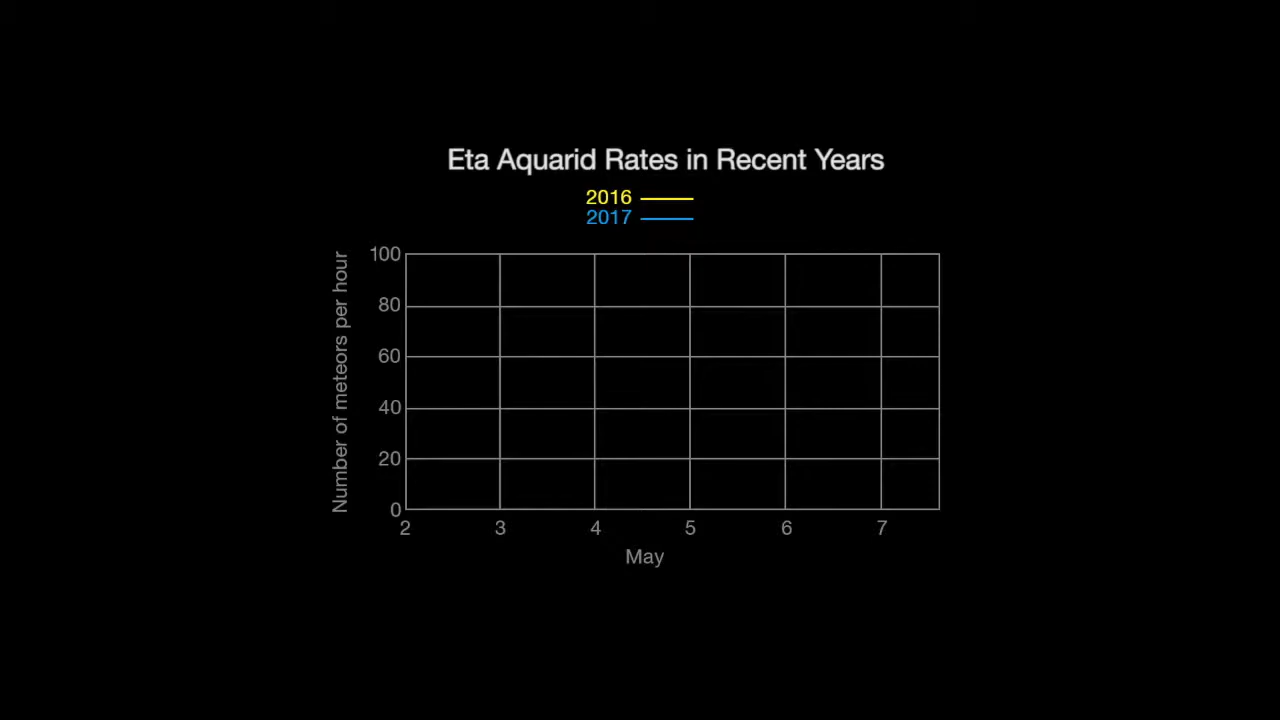 Eta Aquarid Rates in Recent Years
2016
2017
Number of meteors per hour
100
80
60
40
20
0
2 3 4 5 6 7
May